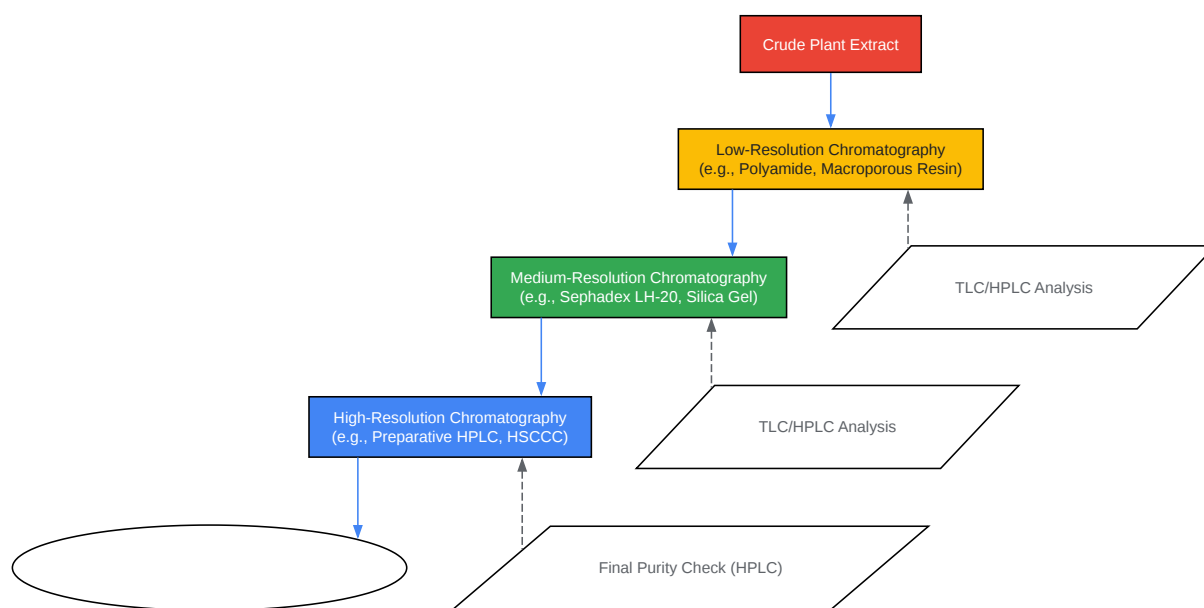 Crude Plant Extract
Low-Resolution Chromatography
(e.g., Polyamide, Macroporous Resin)
Medium-Resolution Chromatography
(e.g., Sephadex LH-20, Silica Gel)
TLC/HPLC Analysis
High-Resolution Chromatography
(e.g., Preparative HPLC, HSCCC)
TLC/HPLC Analysis
Final Purity Check (HPLC)